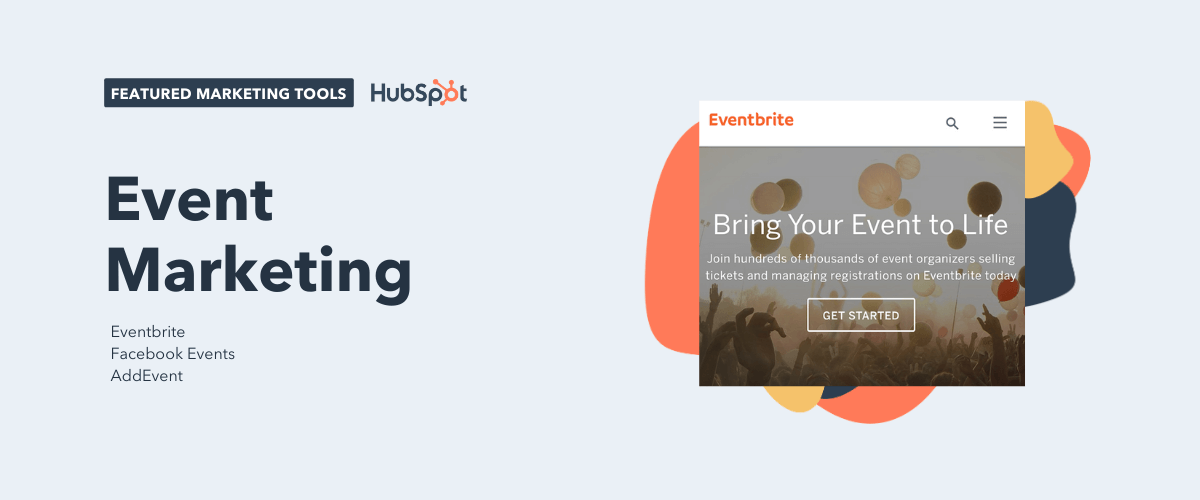 FEATURED MARKETING TOOLS HubSpot
Event
Marketing
Eventbrite
Facebook Events
AddEvent
Eventbrite
Bring Your Event to Life
Join hundreds of thousands of event organizers selling
tickets and managing registrations on Eventbrite today
GET STARTED